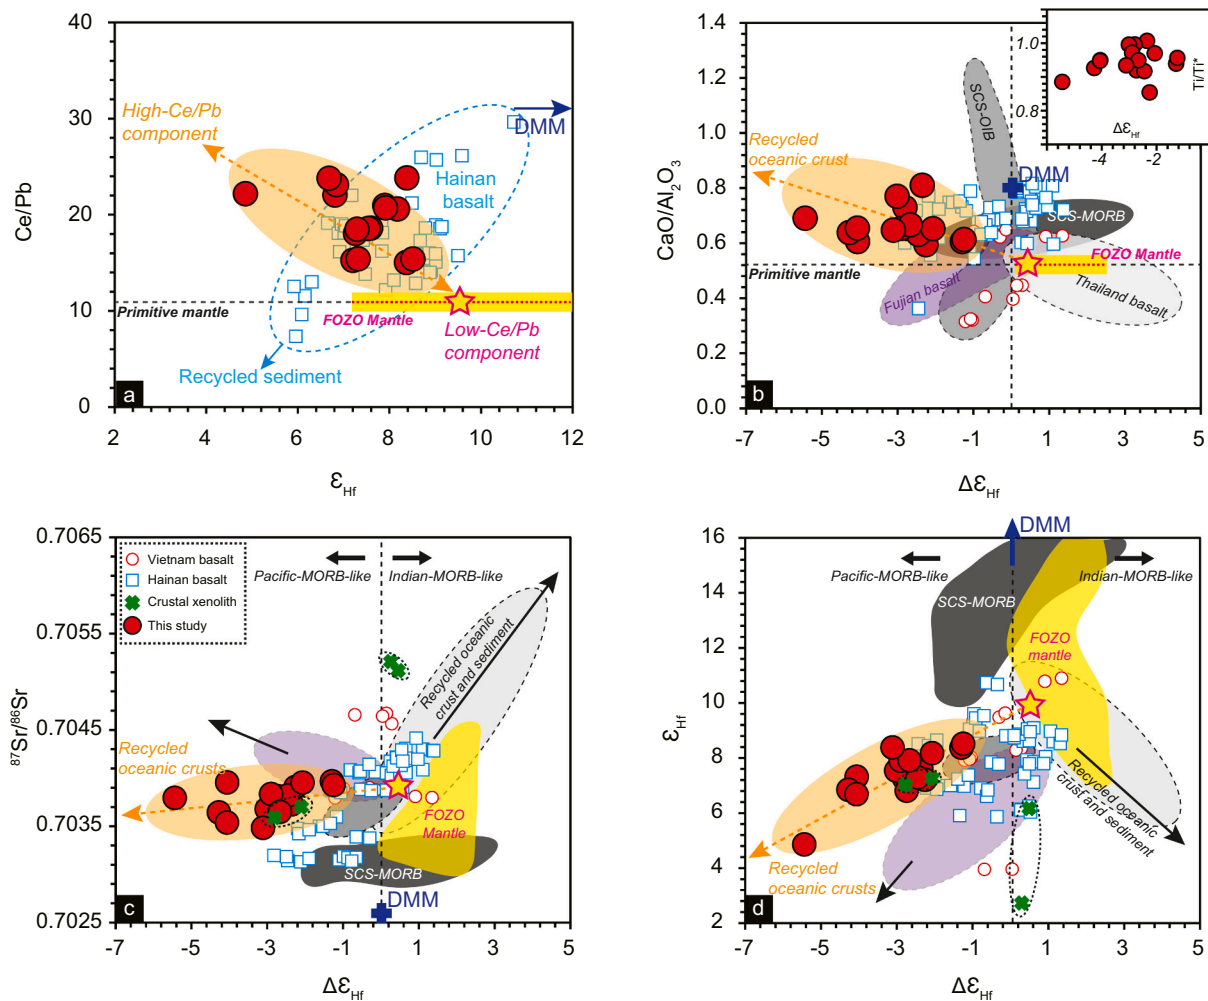 40
30
20
10
0
Ce/Pb
High-Ce/Pb
component
DMM
Hainan
basalt
Primitive mantle
FOZO Mantle
Low-Ce/Pb
component
Recycled sediment
a
2
4
6
8
10
12
ƐHf
1.4
1.2
1.0
0.8
0.6
0.4
0.2
0.0
CaO/Al2O3
SCS-OIB
1.0
0.8
Ti/Ti*
-4
-2
ΔƐHf
Recycled
oceanic crust
DMM
SCS-MORB
FOZO Mantle
Primitive mantle
Fujian basalt
Thailand basalt
b
-7
-4
-1
1
3
5
ΔƐHf
0.7065
0.7055
0.7045
0.7035
0.7025
87Sr/86Sr
Vietnam basalt
Hainan basalt
Crustal xenolith
This study
Pacific-MORB-like
Indian-MORB-like
Recycled oceanic
crust and sediment
Recycled
oceanic crusts
FOZO
Mantle
SCS-MORB
DMM
c
-7
-5
-3
-1
1
3
5
ΔƐHf
16
14
12
10
8
6
4
2
ƐHf
DMM
Pacific-MORB-like
Indian-MORB-like
SCS-MORB
FOZO
mantle
Recycled oceanic
crust and sediment
Recycled
oceanic crusts
d
-7
-5
-3
-1
1
3
5
ΔƐHf